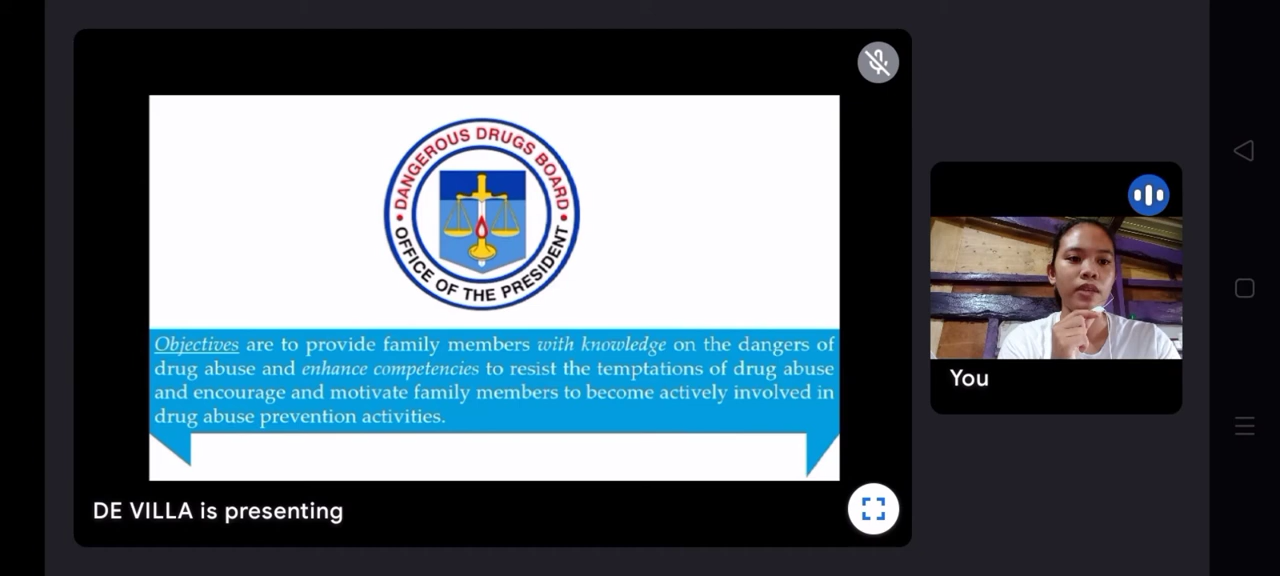 DANGEROUS DRUGS BOARD
OFFICE OF THE PRESIDENT
Objectives are to provide family members with knowledge on the dangers of
drug abuse and enhance competencies to resist the temptations of drug abuse
and encourage and motivate family members to become actively involved in
drug abuse prevention activities.
DE VILLA is presenting
You